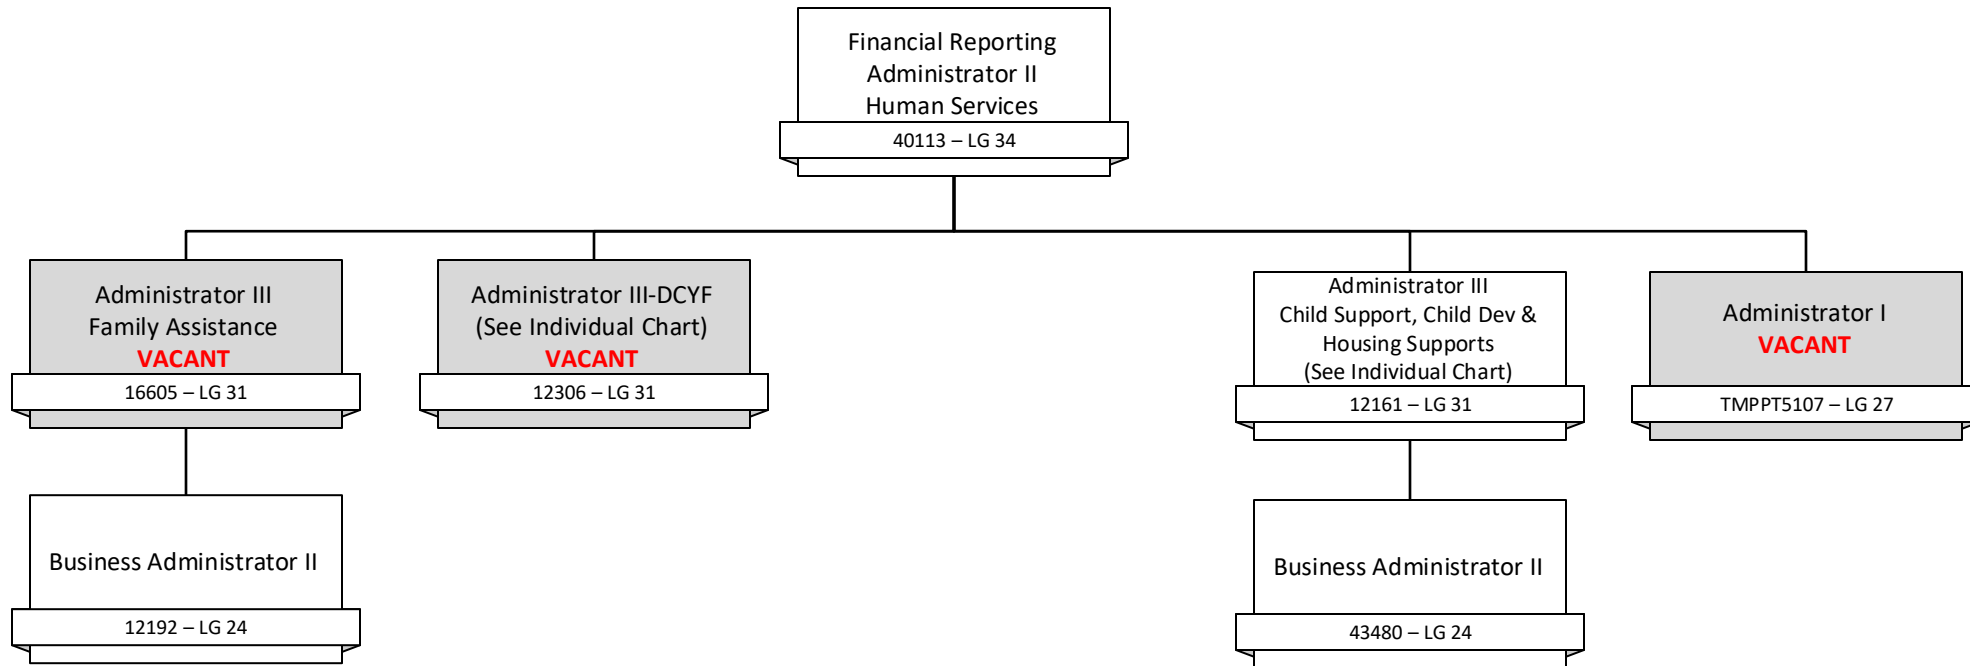 Financial Reporting
Administrator II
Human Services
40113 – LG 34
Administrator III
Family Assistance
VACANT
16605 – LG 31
Administrator III-DCYF
(See Individual Chart)
VACANT
12306 – LG 31
Administrator III
Child Support, Child Dev &
Housing Supports
(See Individual Chart)
12161 – LG 31
Administrator I
VACANT
TMPPT5107 – LG 27
Business Administrator II
12192 – LG 24
Business Administrator II
43480 – LG 24